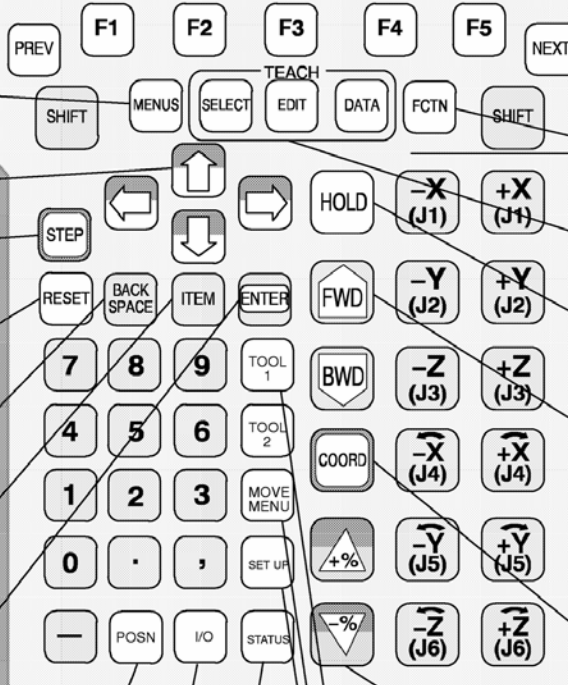 F1 F2 F3 F4 F5
PREV NEXT
TEACH
SHIFT MENUS SELECT EDIT DATA FCTN SHIFT
HOLD -X (J1) +X (J1)
STEP
RESET BACK SPACE ITEM ENTER FWD -Y (J2) +Y (J2)
7 8 9 TOOL 1 BWD -Z (J3) +Z (J3)
4 5 6 TOOL 2 COORD -X (J4) +X (J4)
1 2 3 MOVE MENU
0 . , SET UP +% -Y (J5) +Y (J5)
- POSN I/O STATUS -% -Z (J6) +Z (J6)